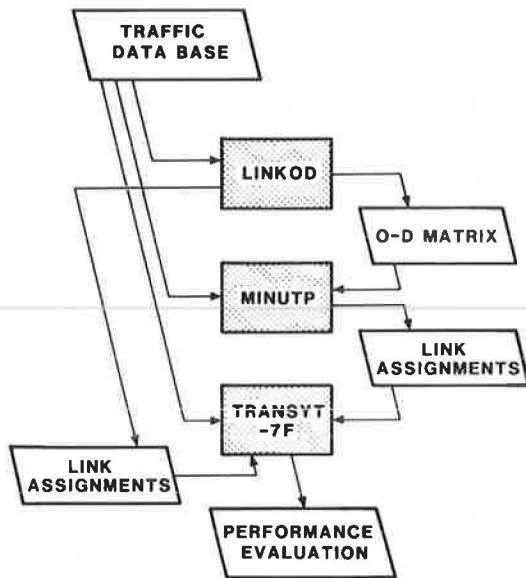 TRAFFIC
DATA BASE
LINKOD
O-D MATRIX
MINUTP
LINK
ASSIGNMENTS
TRANSYT
-7F
LINK
ASSIGNMENTS
PERFORMANCE
EVALUATION